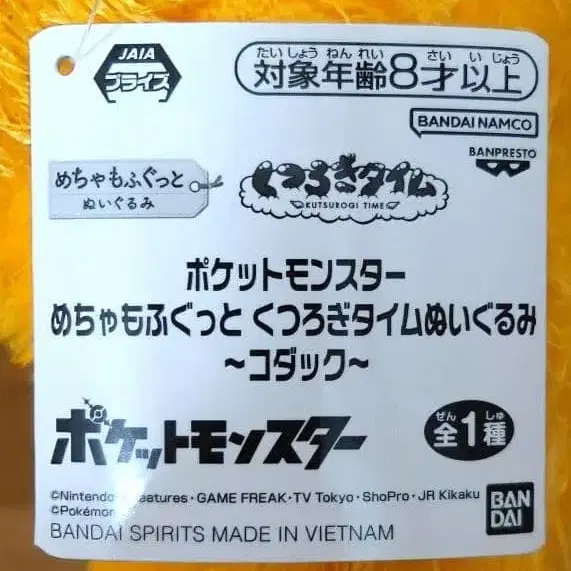 JAIA
プライズ
たいしょうねんれい さいいじょう
対象年齢8才以上
BANDAI NAMCO
BANPRESTO
めちゃもふぐっと
ぬいぐるみ
くつろぎタイム
KUTSUROGI TIME
ポケットモンスター
めちゃもふぐっと くつろぎタイムぬいぐるみ
～コダック～
ポケットモンスター
ぜん しゅ
全1種
©Nintendo・Creatures・GAME FREAK・TV Tokyo・ShoPro・JR Kikaku
©Pokémon
BANDAI SPIRITS MADE IN VIETNAM
BAN
DAI